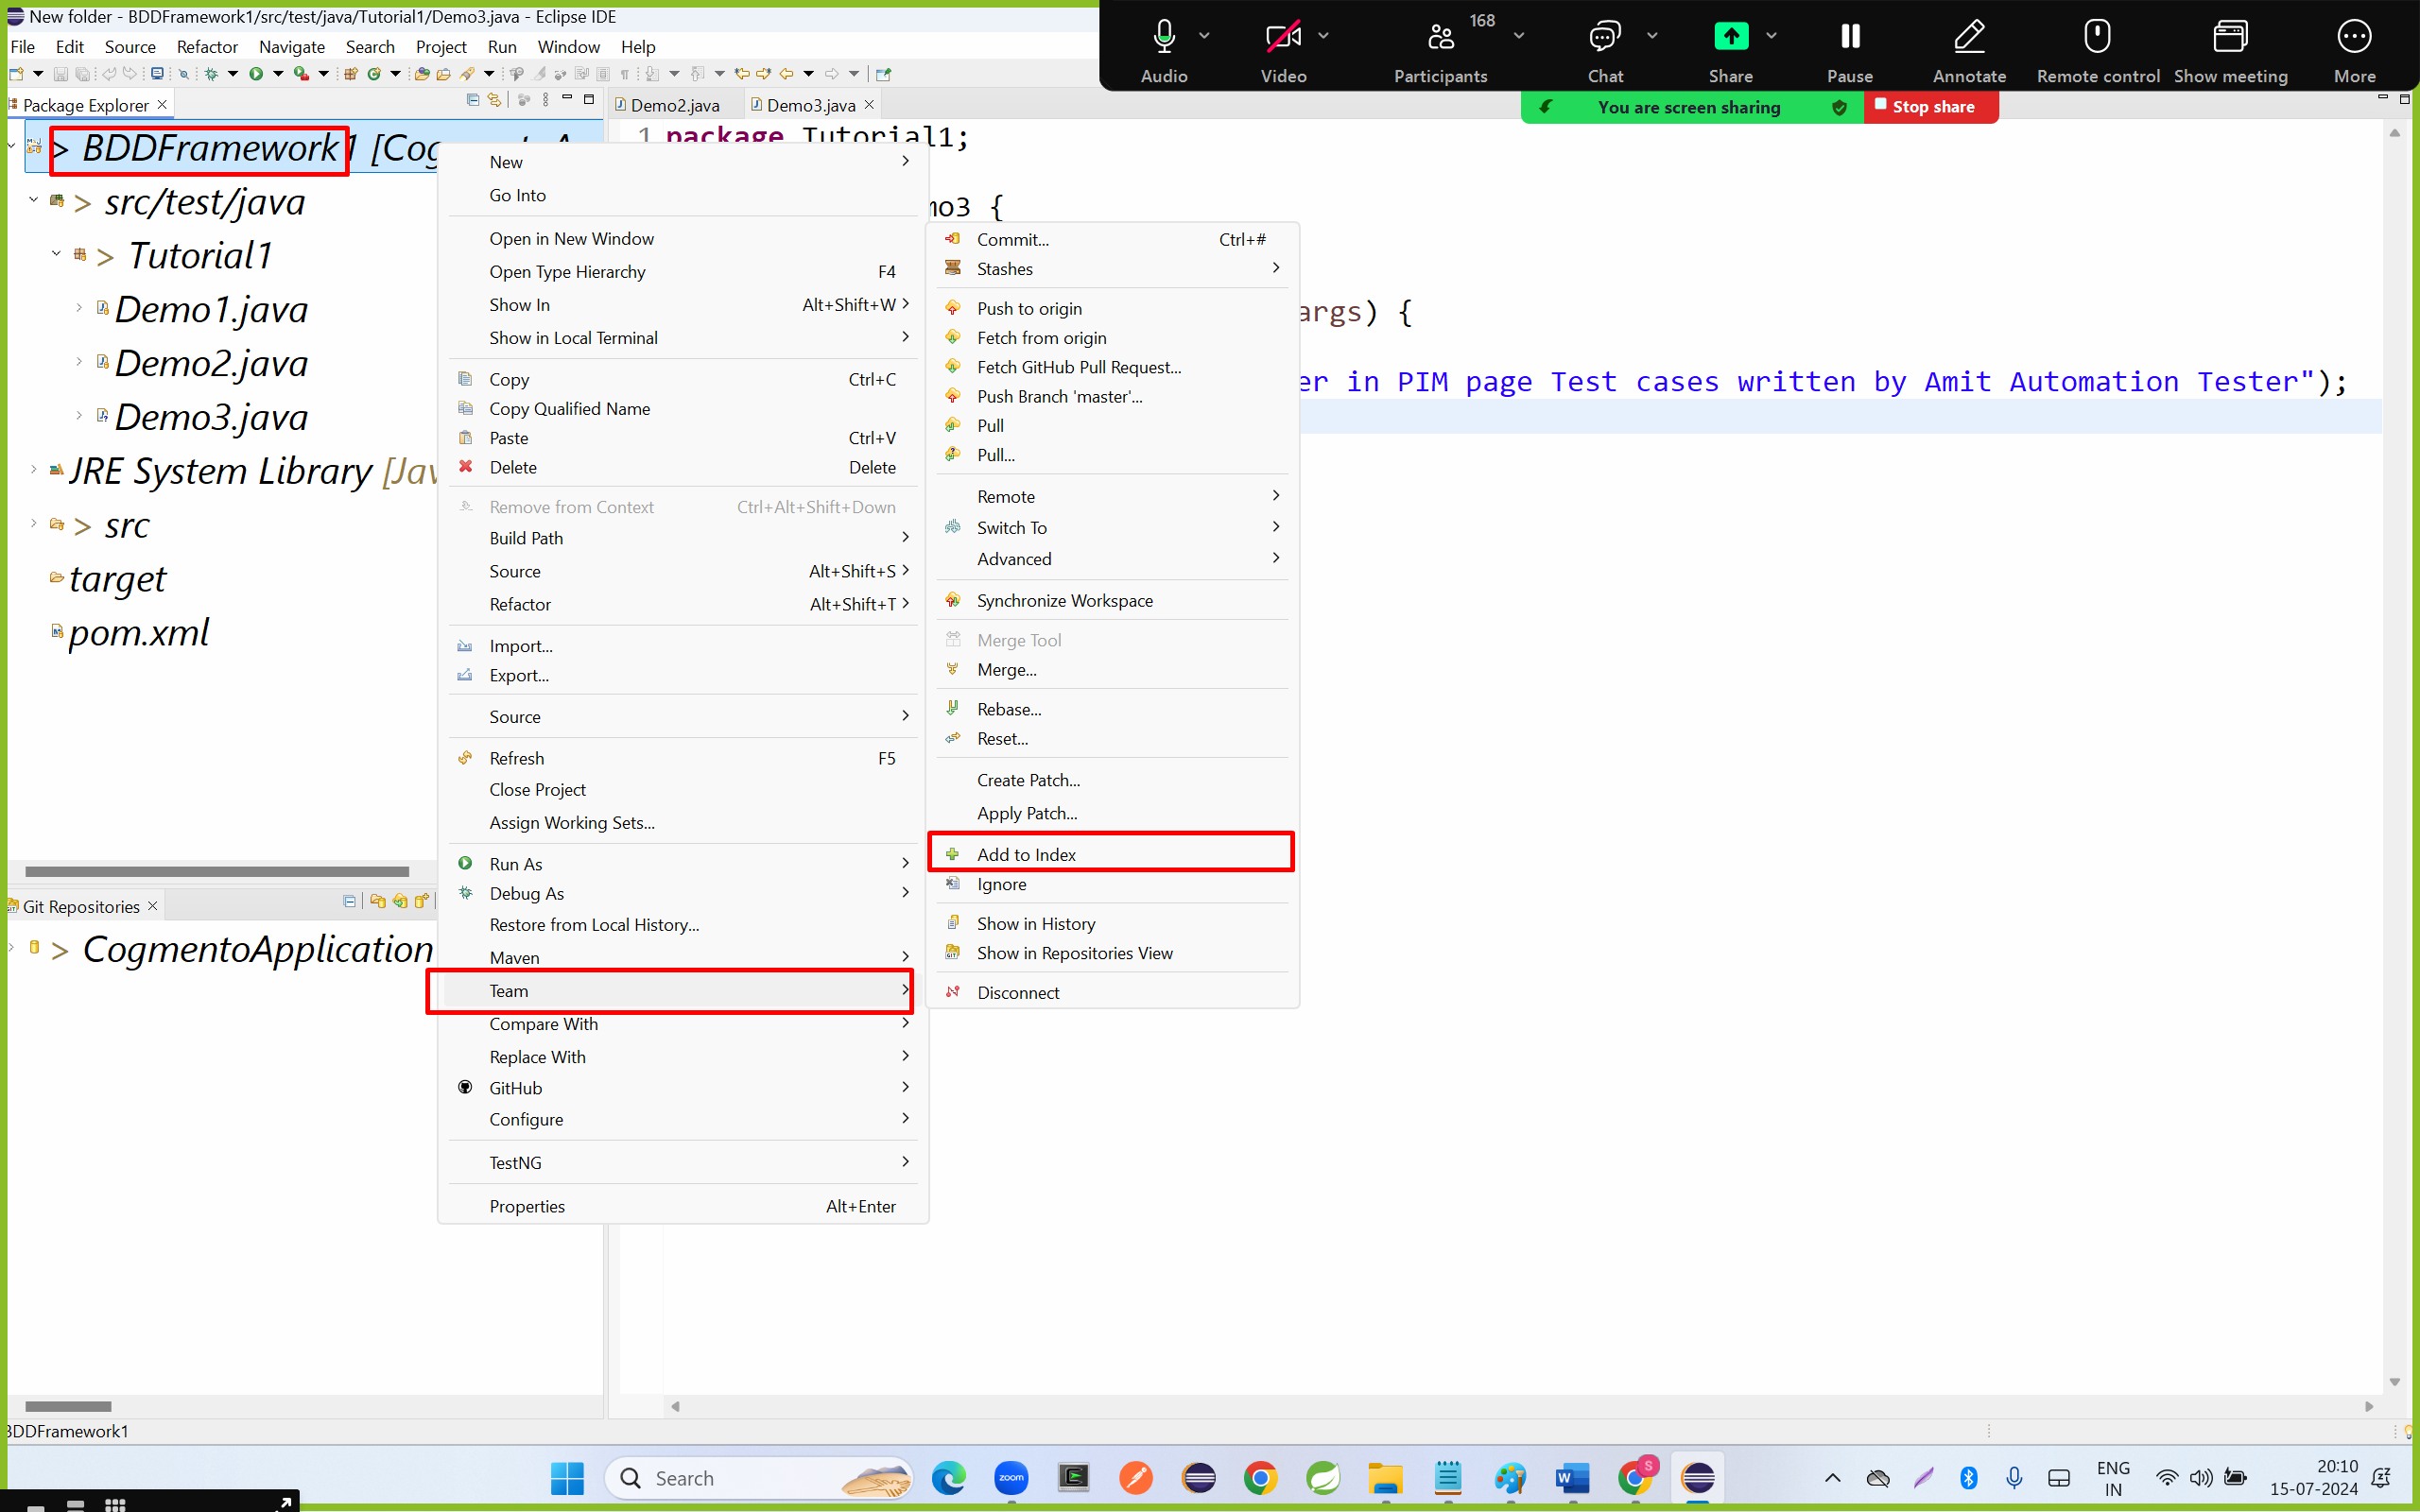 New folder - BDDFramework1/src/test/java/Tutorial1/Demo3.java - Eclipse IDE
File Edit Source Refactor Navigate Search Project Run Window Help
Audio
Video
168
Participants
Chat
Share
Pause
Annotate
Remote control
Show meeting
More
You are screen sharing
Stop share
Package Explorer
> BDDFramework1 [Cog
> src/test/java
> Tutorial1
Demo1.java
Demo2.java
Demo3.java
JRE System Library [Jav
> src
target
pom.xml
Git Repositories
> CogmentoApplication
Demo2.java
Demo3.java
1 package Tutorial1;
mo3 {
args) {
er in PIM page Test cases written by Amit Automation Tester");
New
Go Into
Open in New Window
Open Type Hierarchy F4
Show In Alt+Shift+W
Show in Local Terminal
Copy Ctrl+C
Copy Qualified Name
Paste Ctrl+V
Delete Delete
Remove from Context Ctrl+Alt+Shift+Down
Build Path
Source Alt+Shift+S
Refactor Alt+Shift+T
Import...
Export...
Source
Refresh F5
Close Project
Assign Working Sets...
Run As
Debug As
Restore from Local History...
Maven
Team
Compare With
Replace With
GitHub
Configure
TestNG
Properties Alt+Enter
Commit... Ctrl+#
Stashes
Push to origin
Fetch from origin
Fetch GitHub Pull Request...
Push Branch 'master'...
Pull
Pull...
Remote
Switch To
Advanced
Synchronize Workspace
Merge Tool
Merge...
Rebase...
Reset...
Create Patch...
Apply Patch...
Add to Index
Ignore
Show in History
Show in Repositories View
Disconnect
BDDFramework1
Search
zoom
S
ENG
IN
20:10
15-07-2024